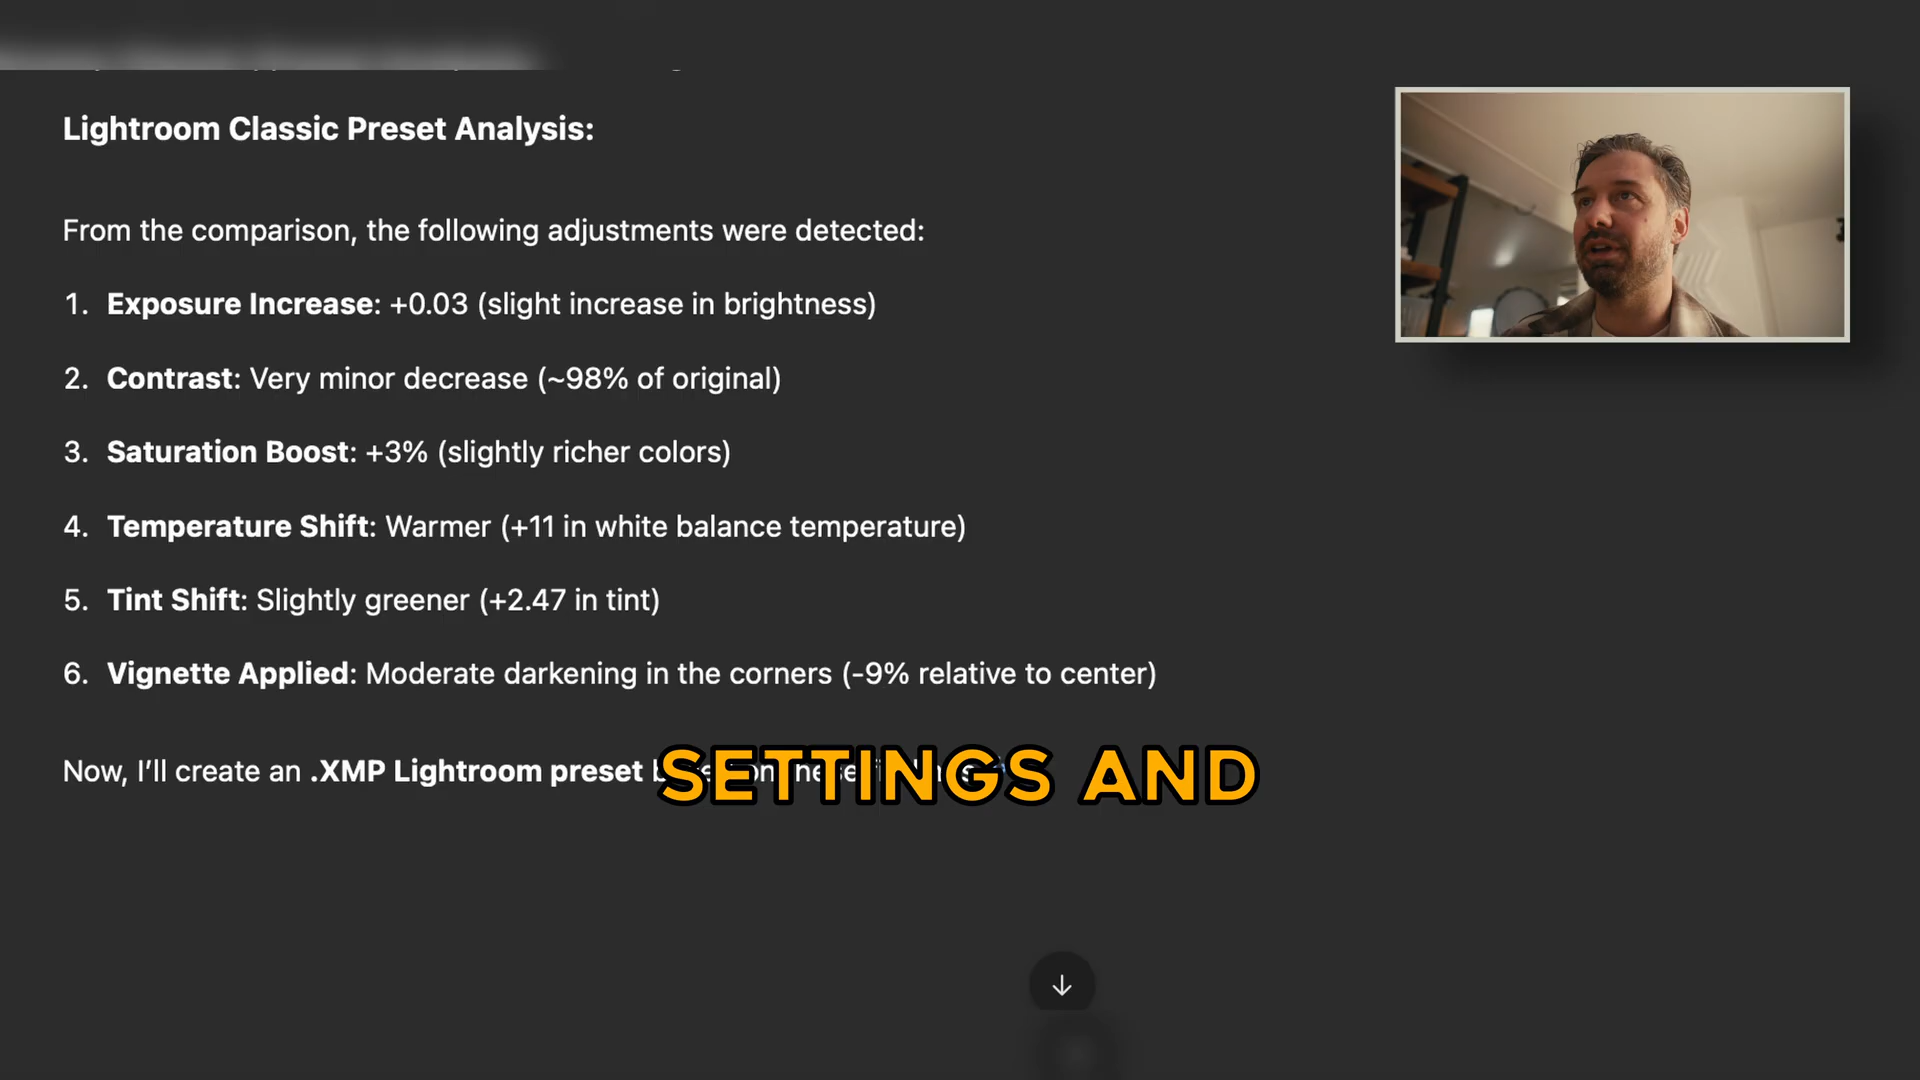 Lightroom Classic Preset Analysis:
From the comparison, the following adjustments were detected:
1. Exposure Increase: +0.03 (slight increase in brightness)
2. Contrast: Very minor decrease (~98% of original)
3. Saturation Boost: +3% (slightly richer colors)
4. Temperature Shift: Warmer (+11 in white balance temperature)
5. Tint Shift: Slightly greener (+2.47 in tint)
6. Vignette Applied: Moderate darkening in the corners (-9% relative to center)
Now, I'll create an .XMP Lightroom preset
SETTINGS AND